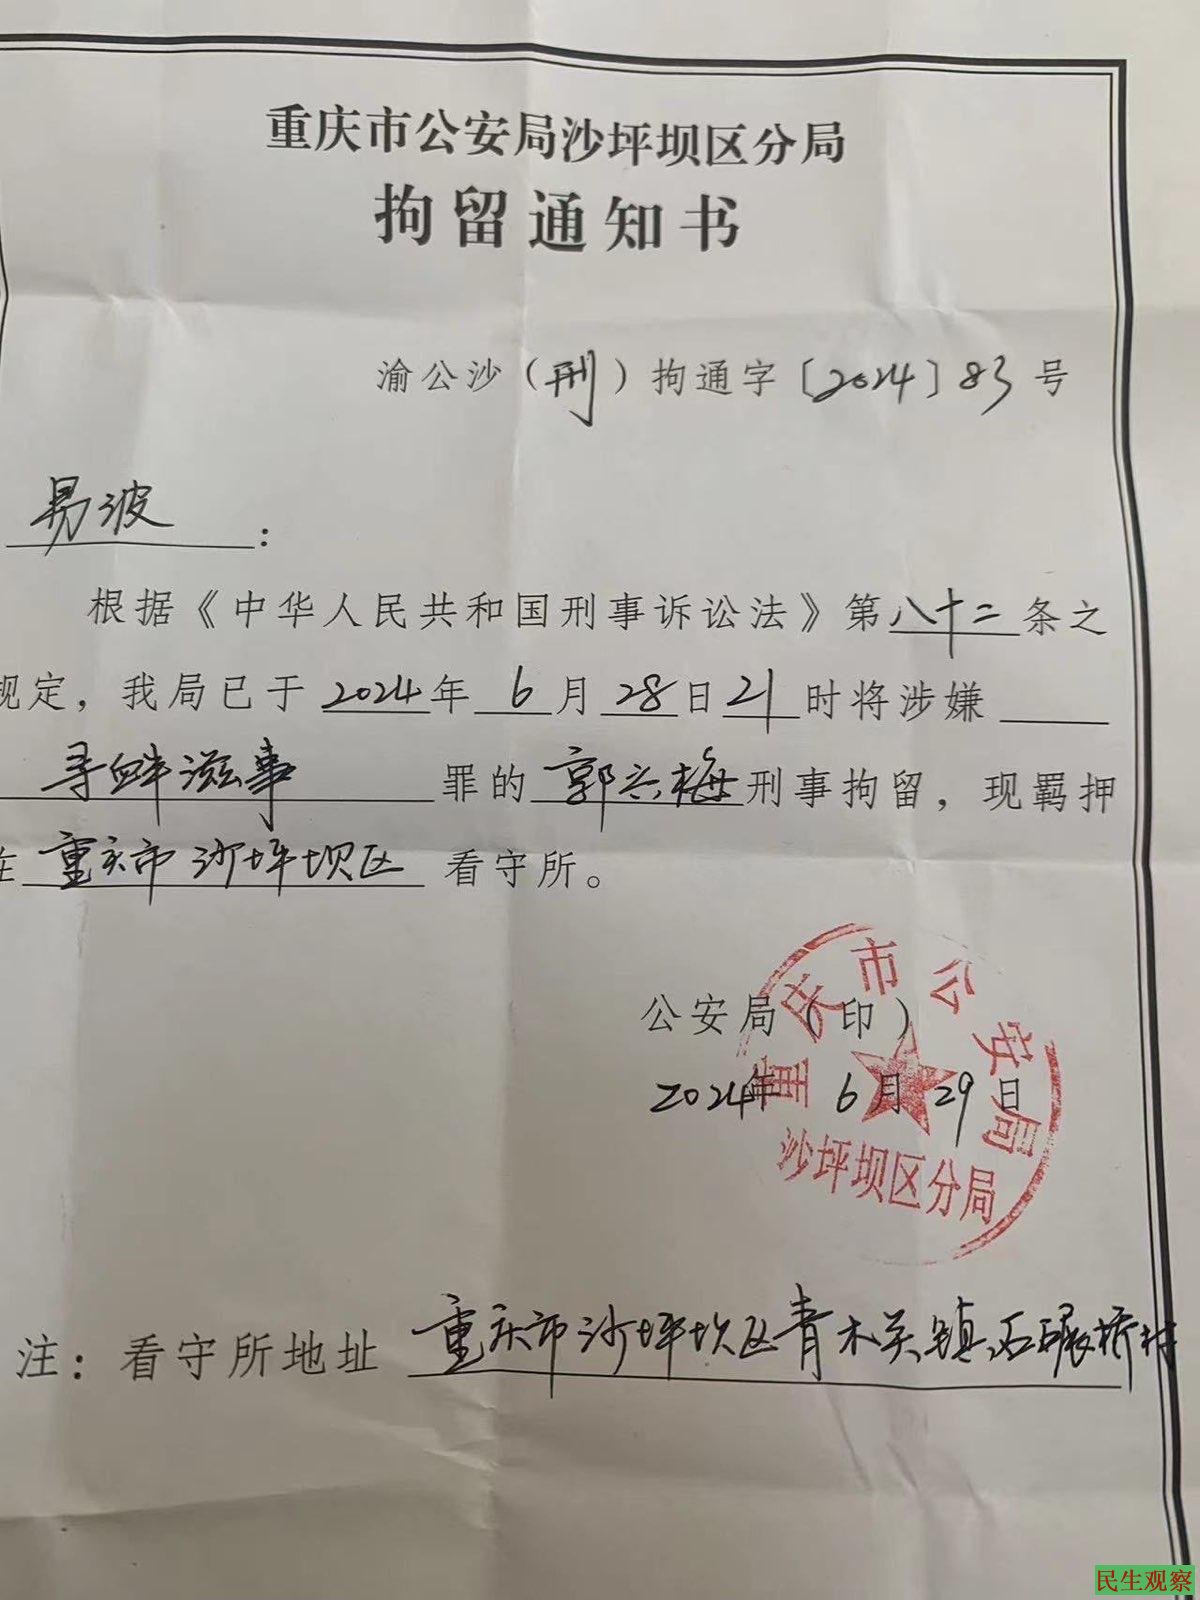 重庆市公安局沙坪坝区分局
拘留通知书
渝公沙（刑）拘通字〔2024〕83号
易波：
根据《中华人民共和国刑事诉讼法》第八十二条之
规定，我局已于2024年6月28日21时将涉嫌
寻衅滋事罪的郭兴梅刑事拘留，现羁押
在重庆市沙坪坝区看守所。
公安局（印）
2024年6月29日
重庆市公安局
沙坪坝区分局
注：看守所地址重庆市沙坪坝区青木关镇石碾桥村
民生观察